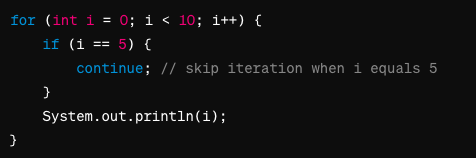 for (int i = 0; i < 10; i++) {
    if (i == 5) {
        continue; // skip iteration when i equals 5
    }
    System.out.println(i);
}